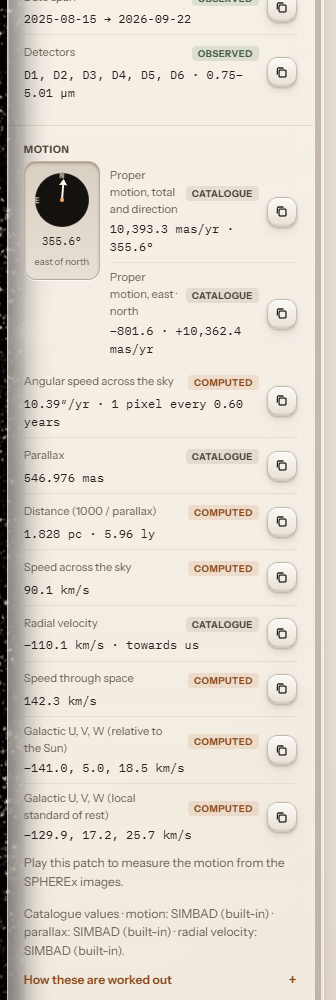 OBSERVED
2025-08-15 → 2026-09-22
Detectors
OBSERVED
D1, D2, D3, D4, D5, D6 · 0.75–
5.01 µm
MOTION
N
E
355.6°
east of north
Proper
motion, total
and direction
CATALOGUE
10,393.3 mas/yr ·
355.6°
Proper
motion, east ·
north
CATALOGUE
−801.6 · +10,362.4
mas/yr
Angular speed across the sky
COMPUTED
10.39″/yr · 1 pixel every 0.60
years
Parallax
CATALOGUE
546.976 mas
Distance (1000 / parallax)
COMPUTED
1.828 pc · 5.96 ly
Speed across the sky
COMPUTED
90.1 km/s
Radial velocity
CATALOGUE
−110.1 km/s · towards us
Speed through space
COMPUTED
142.3 km/s
Galactic U, V, W (relative to
the Sun)
COMPUTED
−141.0, 5.0, 18.5 km/s
Galactic U, V, W (local
standard of rest)
COMPUTED
−129.9, 17.2, 25.7 km/s
Play this patch to measure the motion from the
SPHEREx images.
Catalogue values · motion: SIMBAD (built-in) ·
parallax: SIMBAD (built-in) · radial velocity:
SIMBAD (built-in).
How these are worked out +